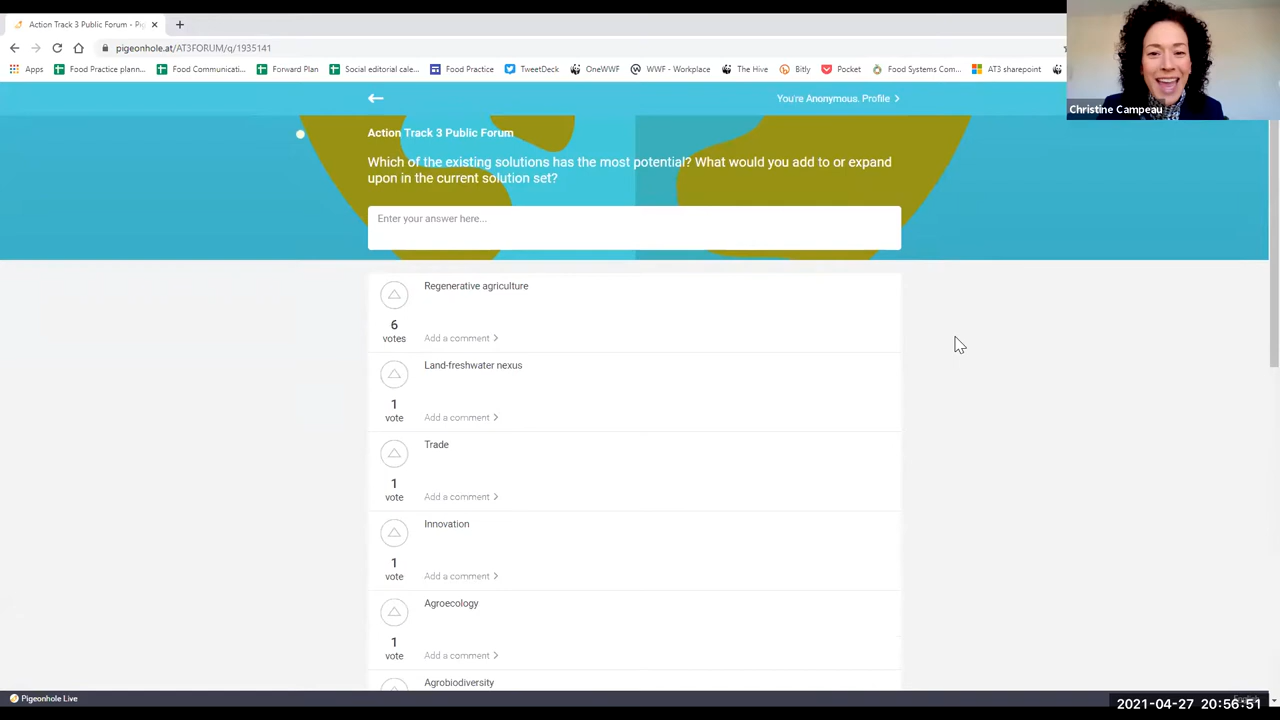 Action Track 3 Public Forum - Pi
pigeonhole.at/AT3FORUM/q/1935141
Apps
Food Practice plann...
Food Communicati...
Forward Plan
Social editorial cale...
Food Practice
TweetDeck
OneWWF
WWF - Workplace
The Hive
Bitly
Pocket
Food Systems Com...
AT3 sharepoint
Christine Campeau
You're Anonymous. Profile
Action Track 3 Public Forum
Which of the existing solutions has the most potential? What would you add to or expand
upon in the current solution set?
Enter your answer here...
Regenerative agriculture
6
votes
Add a comment
Land-freshwater nexus
1
vote
Add a comment
Trade
1
vote
Add a comment
Innovation
1
vote
Add a comment
Agroecology
1
vote
Add a comment
Agrobiodiversity
Pigeonhole Live
2021-04-27 20:56:51